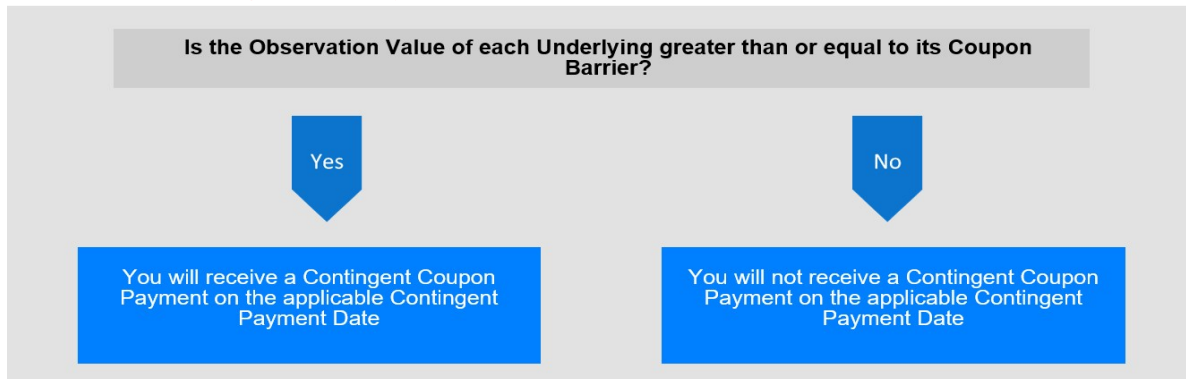 Is the Observation Value of each Underlying greater than or equal to its Coupon
Barrier?
Yes
No
You will receive a Contingent Coupon
Payment on the applicable Contingent
Payment Date
You will not receive a Contingent Coupon
Payment on the applicable Contingent
Payment Date